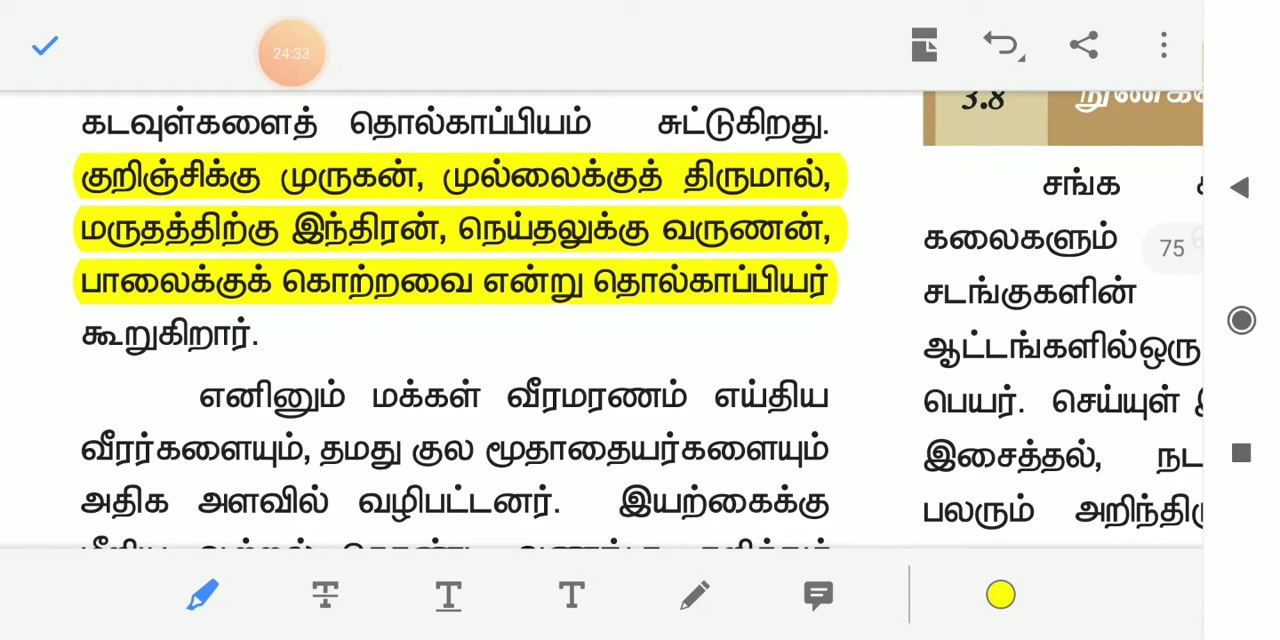 24:33
கடவுள்களைத் தொல்காப்பியம் சுட்டுகிறது.
குறிஞ்சிக்கு முருகன், முல்லைக்குத் திருமால்,
மருதத்திற்கு இந்திரன், நெய்தலுக்கு வருணன்,
பாலைக்குக் கொற்றவை என்று தொல்காப்பியர்
கூறுகிறார்.
எனினும் மக்கள் வீரமரணம் எய்திய
வீரர்களையும், தமது குல மூதாதையர்களையும்
அதிக அளவில் வழிபட்டனர். இயற்கைக்கு
3.8
சங்க
கலைகளும்
சடங்குகளின்
ஆட்டங்களில்ஒரு
பெயர். செய்யுள்
இசைத்தல்,
பலரும்
75
T
T
T